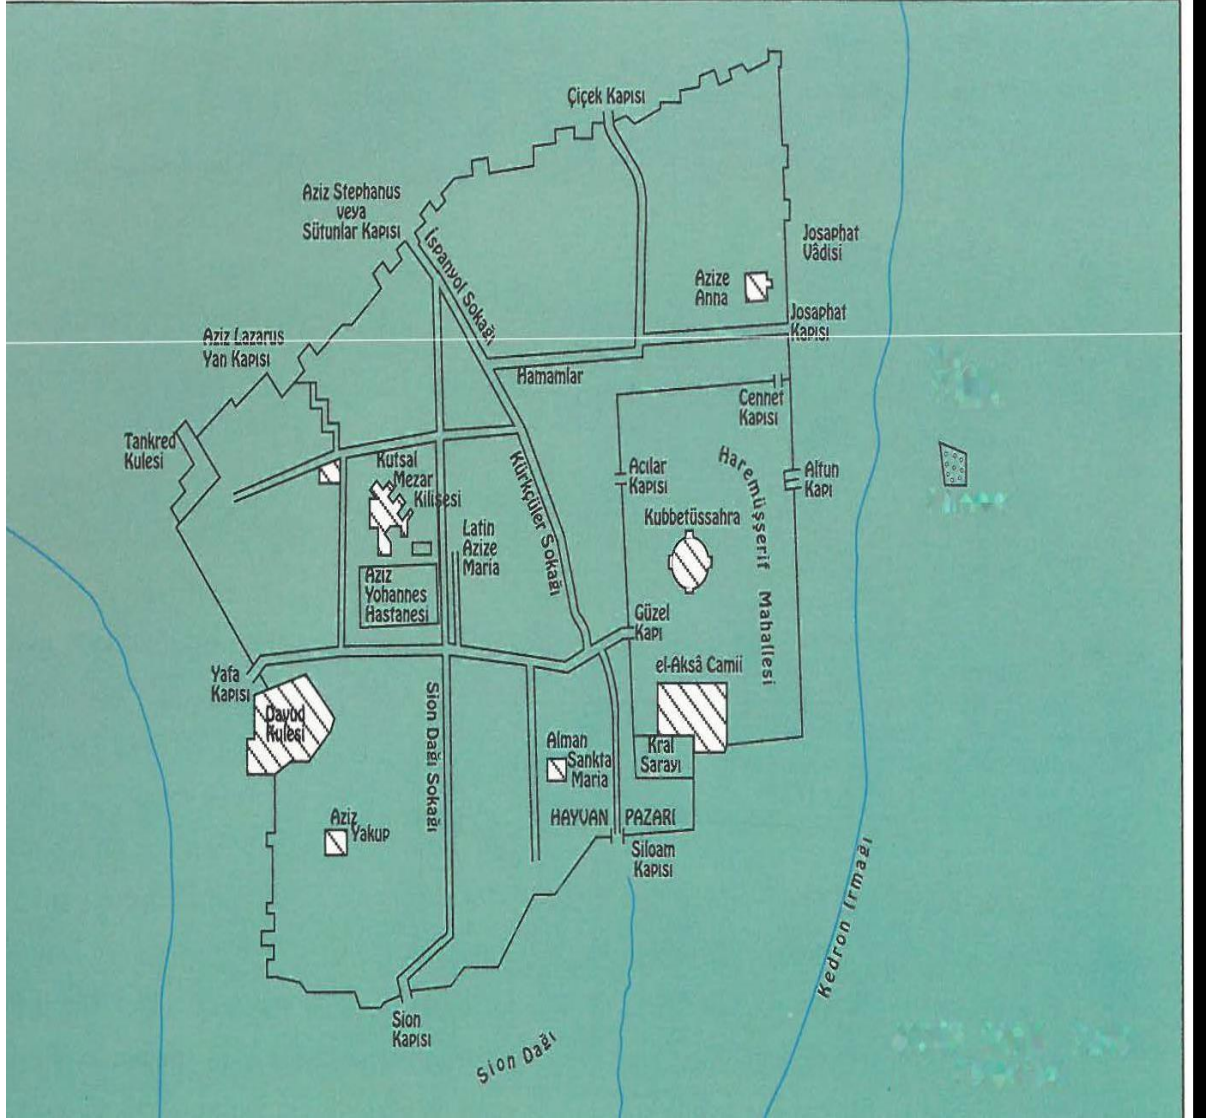 Çiçek Kapısı
Aziz Stephanus
veya
Sütunlar Kapısı
İspanyol Sokağı
Josaphat
Vâdisi
Azize
Anna
Josaphat
Kapısı
Aziz Lazarus
Yan Kapısı
Hamamlar
Cennet
Kapısı
Tankred
Kulesi
Kutsal
Mezar
Kilisesi
Kürkçüler Sokağı
Acılar
Kapısı
Haremüşşerif Mahallesi
Altun
Kapı
Kubbetüssahra
Latin
Azize
Maria
Aziz
Yohannes
Hastanesi
Güzel
Kapı
el-Aksâ Camii
Yafa
Kapısı
Davud
Kulesi
Sion Dağı Sokağı
Alman
Sankta
Maria
Kral
Sarayı
Aziz
Yakup
HAYVAN PAZARI
Siloam
Kapısı
Kedron Irmağı
Sion
Kapısı
Sion Dağı